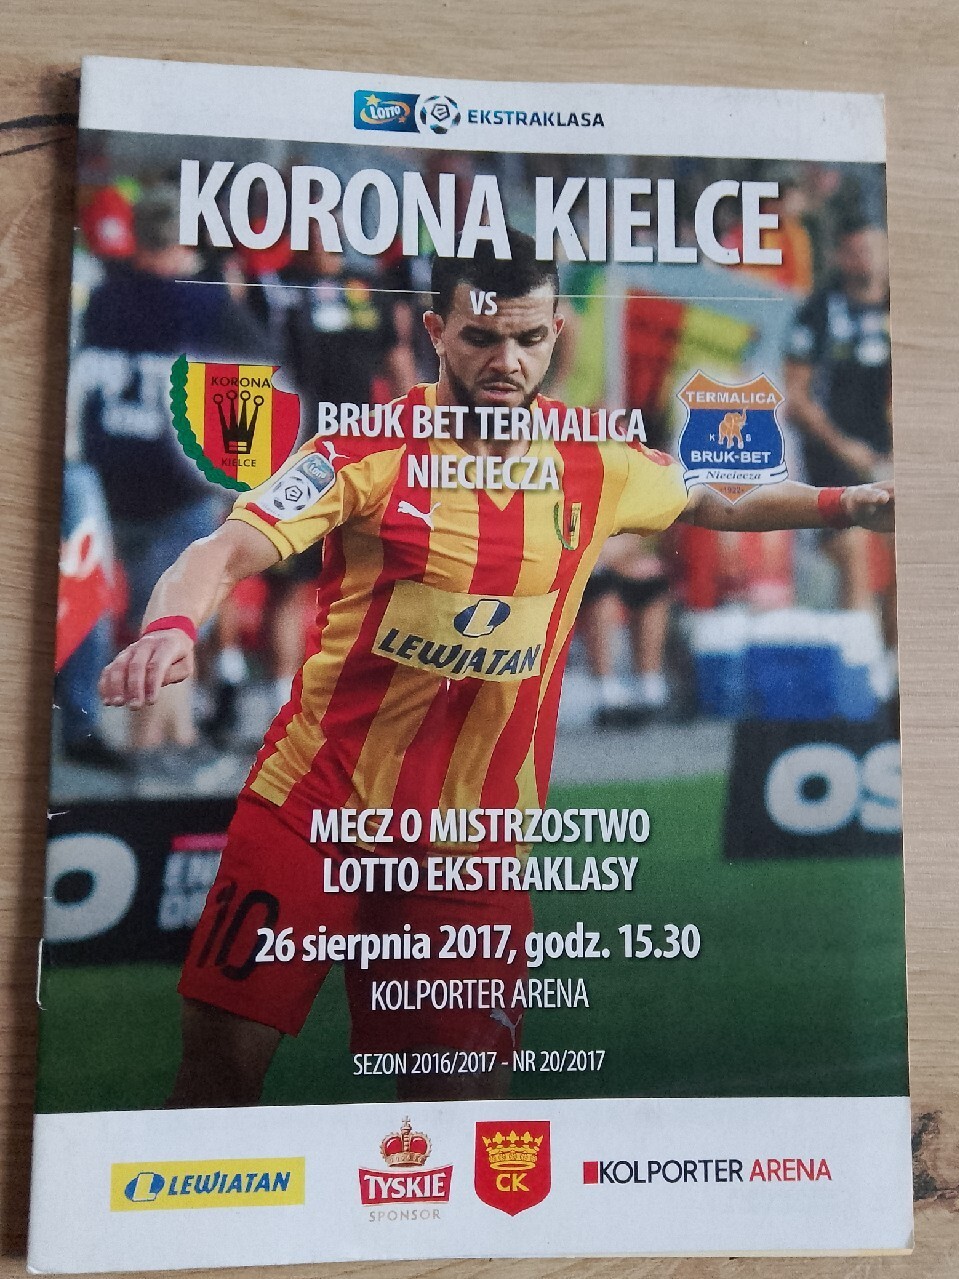 LOTTO EKSTRAKLASA
KORONA KIELCE
VS
KORONA
KIELCE
BRUK BET TERMALICA
NIECIECZA
TERMALICA
K B
BRUK-BET
Nieciecza
1922
LEWIATAN
MECZ O MISTRZOSTWO
LOTTO EKSTRAKLASY
10
26 sierpnia 2017, godz. 15.30
KOLPORTER ARENA
SEZON 2016/2017 - NR 20/2017
LEWIATAN
TYSKIE
SPONSOR
CK
KOLPORTER ARENA